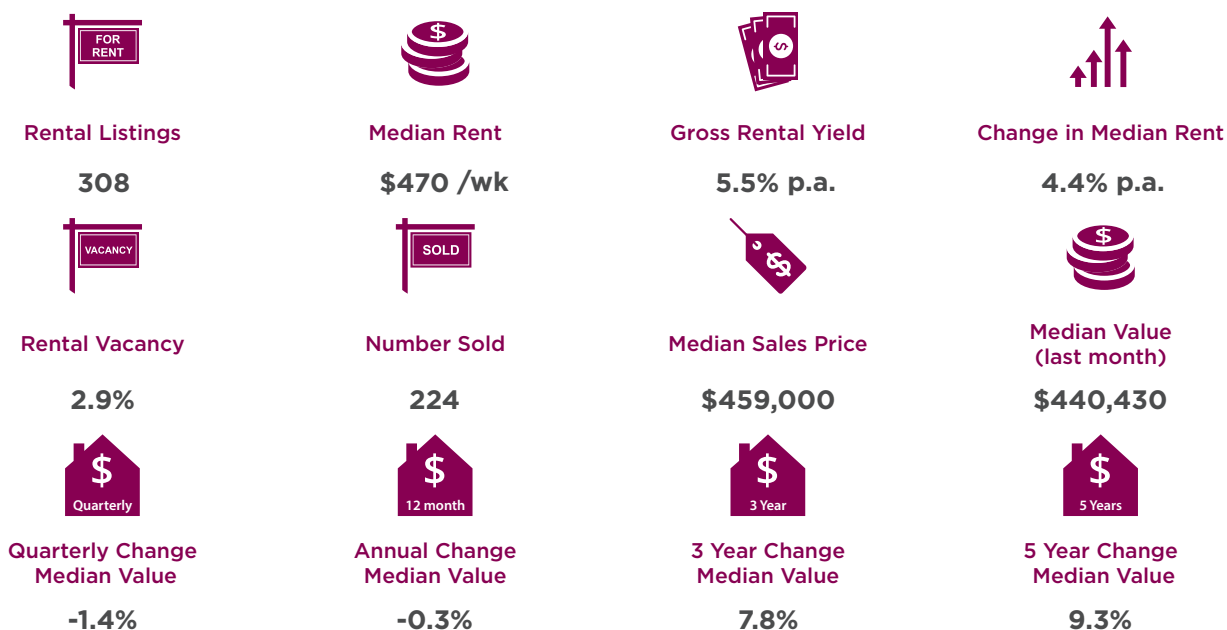 FOR
RENT
$
$
Rental Listings
Median Rent
Gross Rental Yield
Change in Median Rent
308
$470 /wk
5.5% p.a.
4.4% p.a.
VACANCY
SOLD
$
$
Rental Vacancy
Number Sold
Median Sales Price
Median Value
(last month)
2.9%
224
$459,000
$440,430
$
Quarterly
$
12 month
$
3 Year
$
5 Years
Quarterly Change
Median Value
Annual Change
Median Value
3 Year Change
Median Value
5 Year Change
Median Value
-1.4%
-0.3%
7.8%
9.3%